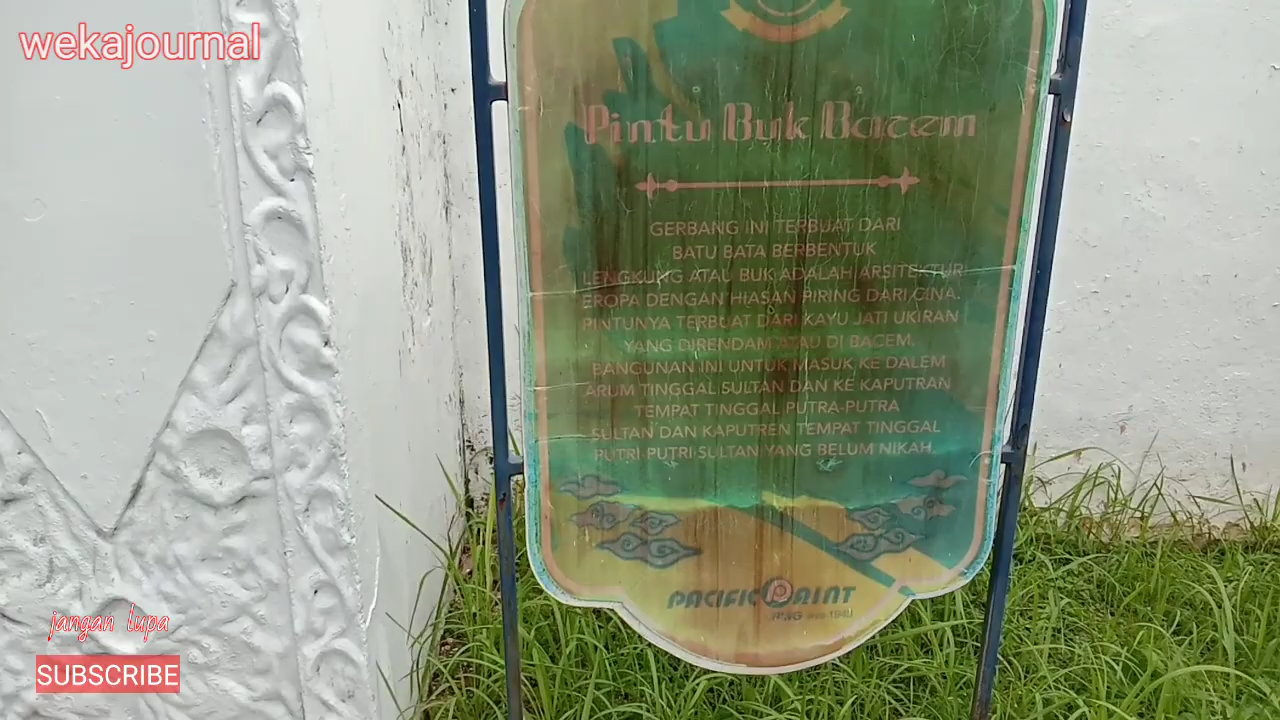 wekajournal
Pintu Buk Bacem
GERBANG INI TERBUAT DARI
BATU BATA BERBENTUK
LENGKUNG ATAU BUK ADALAH ARSITEKTUR
EROPA DENGAN HIASAN PIRING DARI CINA.
PINTUNYA TERBUAT DARI KAYU JATI UKIRAN
YANG DIRENDAM ATAU DI BACEM.
BANGUNAN INI UNTUK MASUK KE DALEM
ARUM TINGGAL SULTAN DAN KE KAPUTRAN
TEMPAT TINGGAL PUTRA-PUTRA
SULTAN DAN KAPUTREN TEMPAT TINGGAL
PUTRI-PUTRI SULTAN YANG BELUM NIKAH.
PACIFIC PAINT
since 1943
jangan lupa
SUBSCRIBE